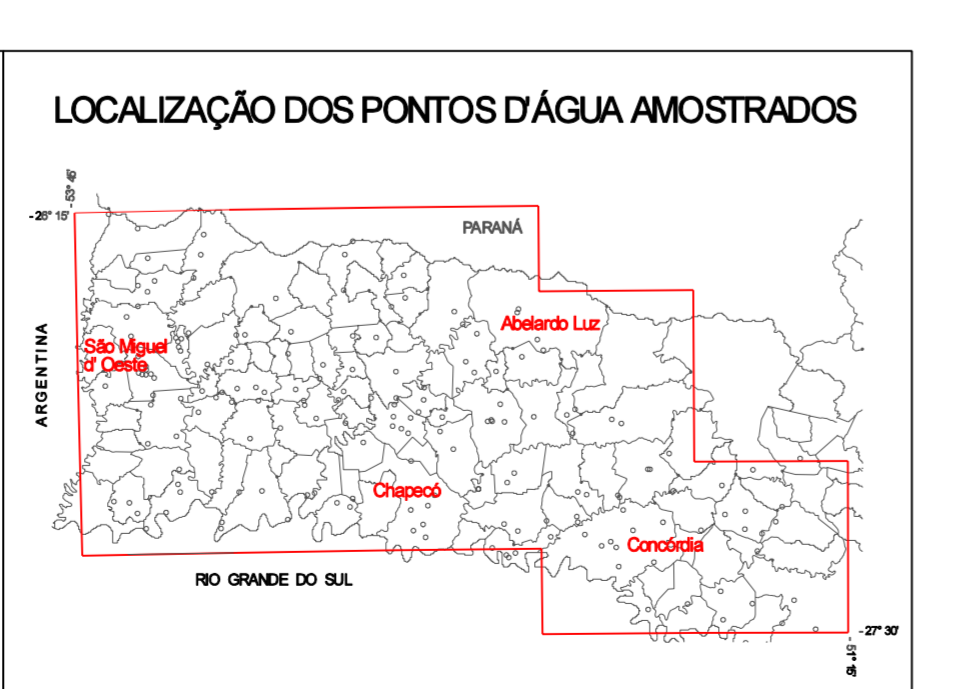 LOCALIZAÇÃO DOS PONTOS D'ÁGUA AMOSTRADOS
- 53° 45'
- 26° 15'
PARANÁ
ARGENTINA
São Miguel
d' Oeste
Abelardo Luz
Chapecó
Concórdia
RIO GRANDE DO SUL
- 27° 30'
- 51° 15'